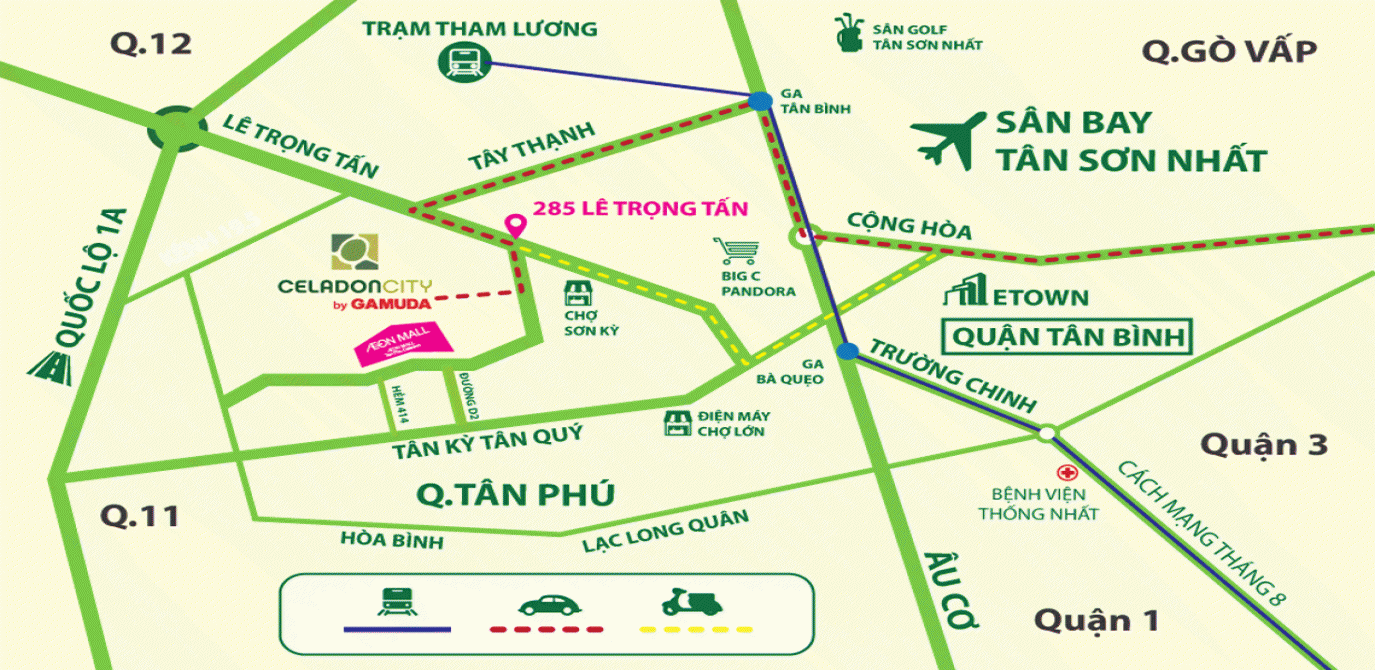 Q.12
TRẠM THAM LƯƠNG
SÂN GOLF
TÂN SƠN NHẤT
Q.GÒ VẤP
GA
TÂN BÌNH
LÊ TRỌNG TẤN
TÂY THẠNH
SÂN BAY
TÂN SƠN NHẤT
QUỐC LỘ 1A
285 LÊ TRỌNG TẤN
CỘNG HÒA
CELADONCITY
by GAMUDA
BIG C
PANDORA
ETOWN
CHỢ
SƠN KỲ
QUẬN TÂN BÌNH
ÆON MALL
GA
BÀ QUẸO
TRƯỜNG CHINH
HẺM 414
ĐƯỜNG D2
ĐIỆN MÁY
CHỢ LỚN
TÂN KỲ TÂN QUÝ
Quận 3
Q.TÂN PHÚ
Q.11
BỆNH VIỆN
THỐNG NHẤT
CÁCH MẠNG THÁNG 8
HÒA BÌNH
LẠC LONG QUÂN
ÂU CƠ
Quận 1